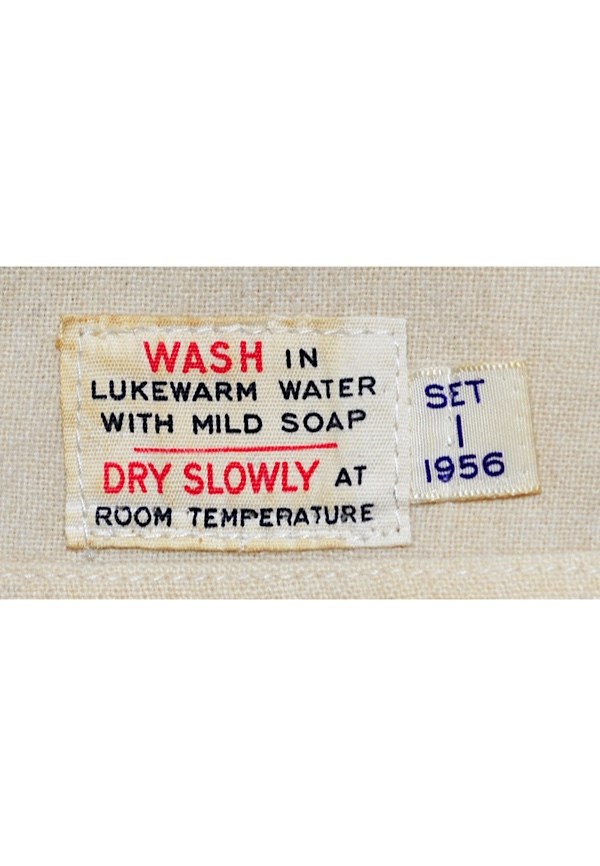 WASH IN
LUKEWARM WATER
WITH MILD SOAP
DRY SLOWLY AT
ROOM TEMPERATURE
SET
1
1956